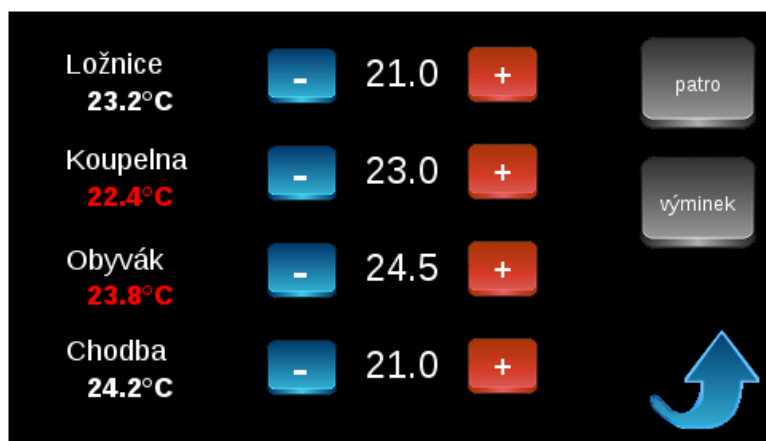 Ložnice - 21.0 + patro
23.2°C
Koupelna - 23.0 + výminek
22.4°C
Obyvák - 24.5 +
23.8°C
Chodba - 21.0 +
24.2°C